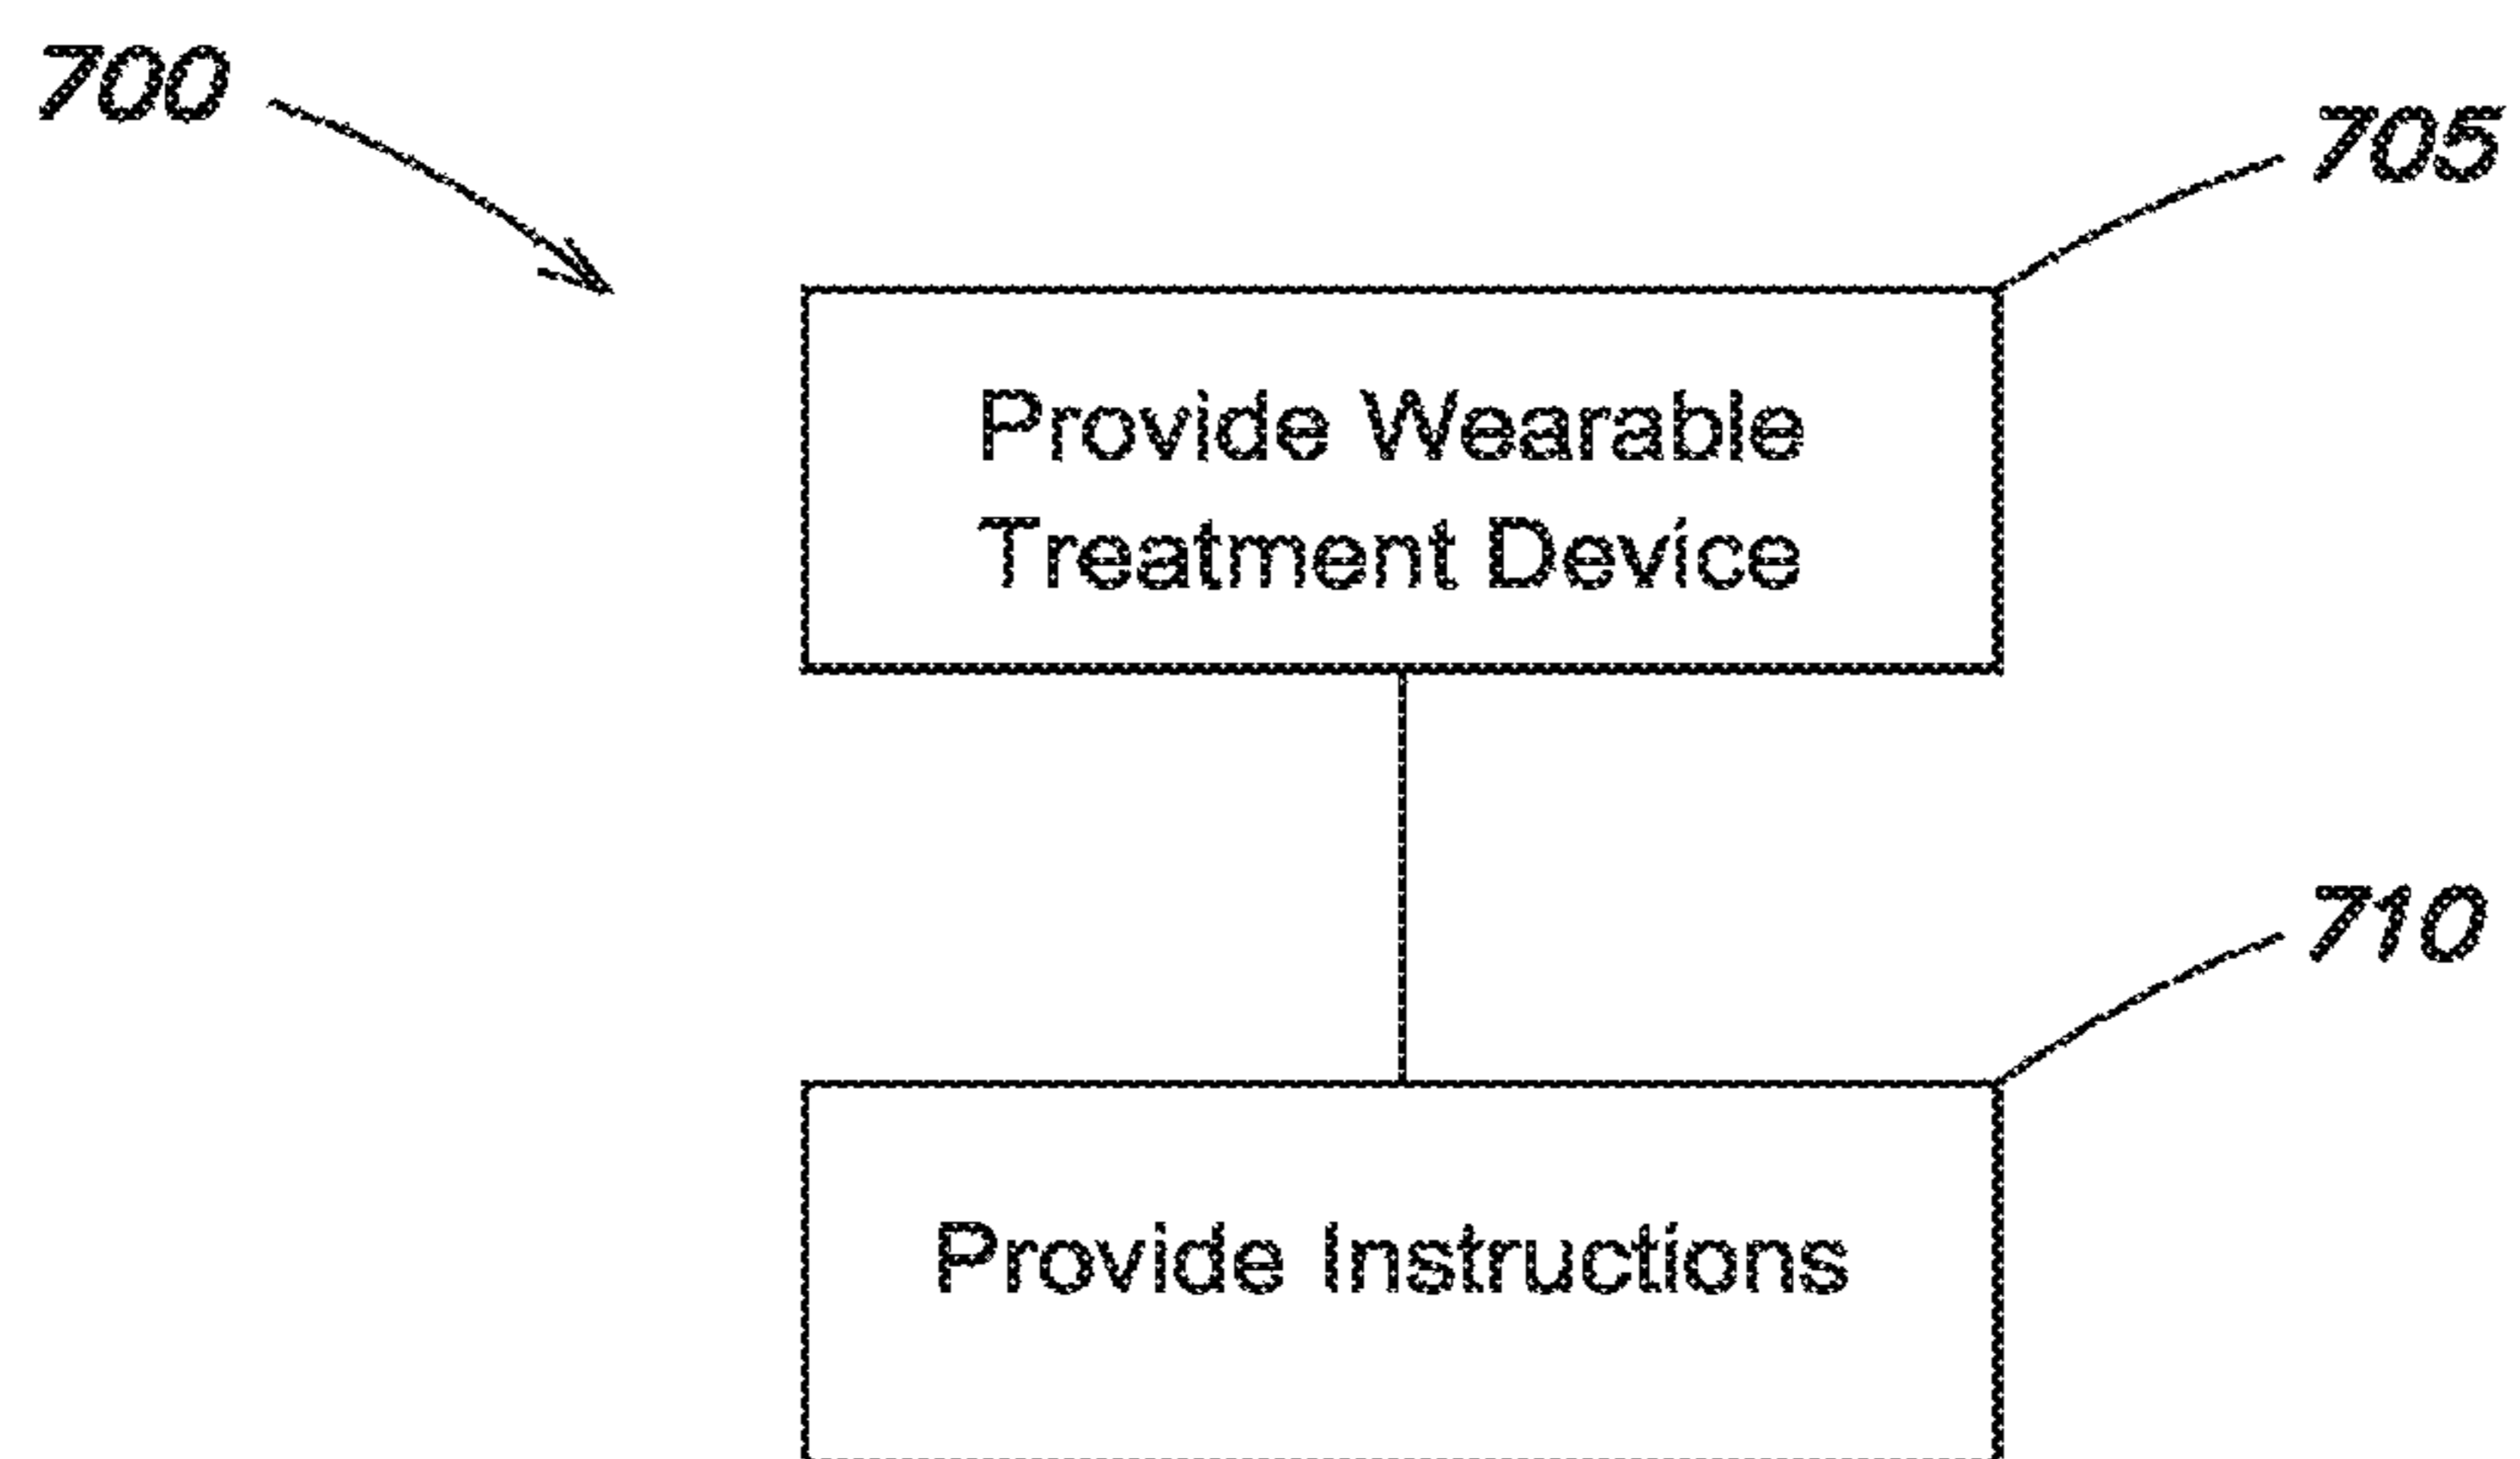 700
705
Provide Wearable
Treatment Device
710
Provide Instructions